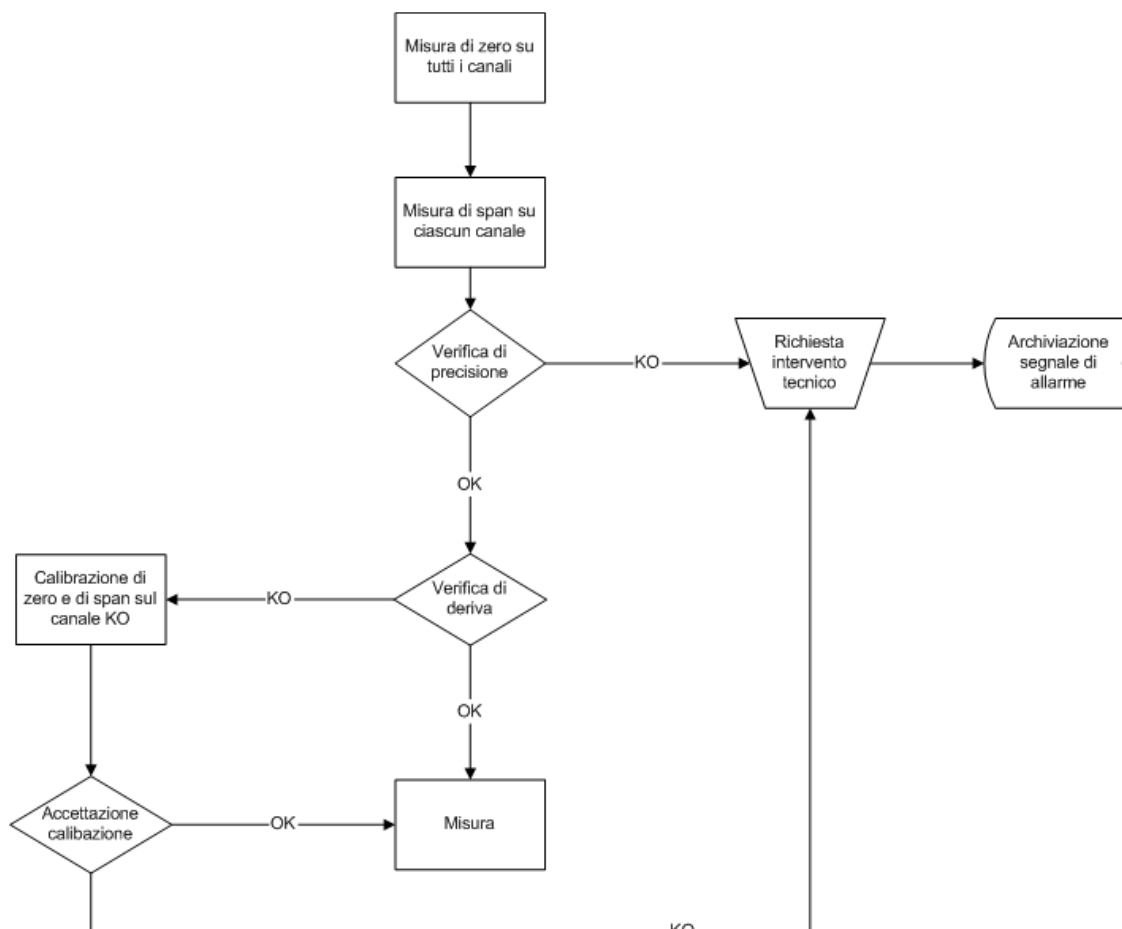 Misura di zero su
tutti i canali
Misura di span su
ciascun canale
Verifica di
precisione
KO
Richiesta
intervento
tecnico
Archiviazione
segnale di
allarme
OK
Calibrazione di
zero e di span sul
canale KO
KO
Verifica di
deriva
OK
Accettazione
calibazione
OK
Misura
KO